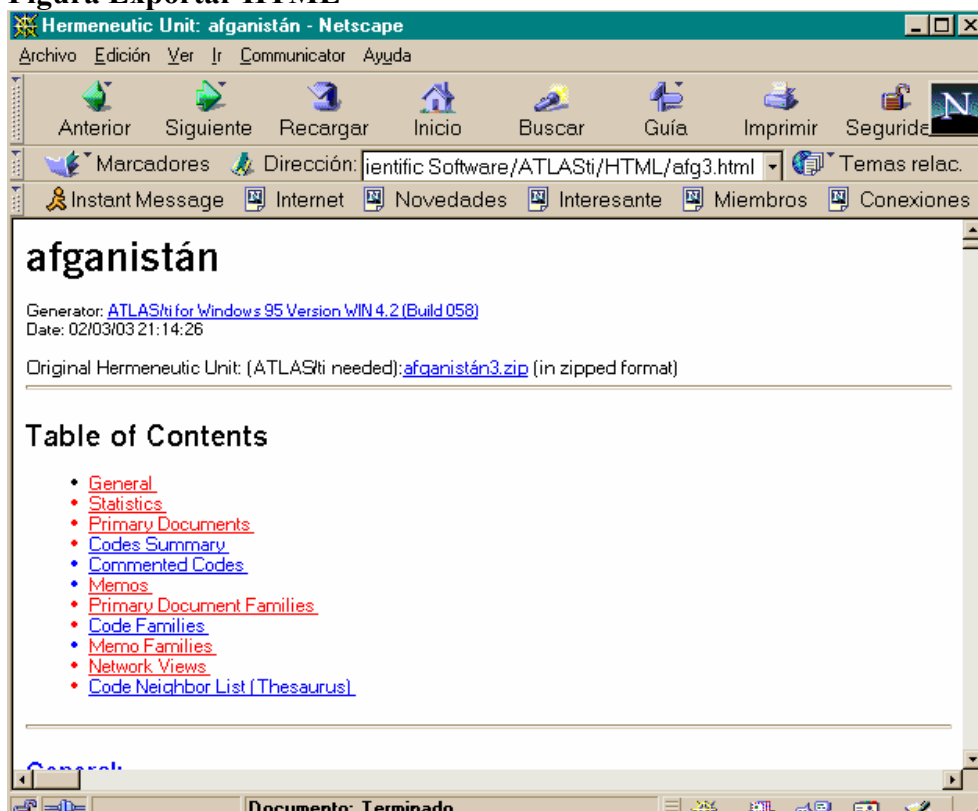 Figura Exportar HTML
Hermeneutic Unit: afganistán - Netscape
Archivo Edición Ver Ir Communicator Ayuda
Anterior Siguiente Recargar Inicio Buscar Guía Imprimir Segurida
N
Marcadores Dirección: ientific Software/ATLASti/HTML/afg3.html Temas relac.
Instant Message Internet Novedades Interesante Miembros Conexiones
afganistán
Generator: ATLAS/ti for Windows 95 Version WIN 4.2 (Build 058)
Date: 02/03/03 21:14:26
Original Hermeneutic Unit: (ATLAS/ti needed):afganistán3.zip (in zipped format)
Table of Contents
• General
• Statistics
• Primary Documents
• Codes Summary
• Commented Codes
• Memos
• Primary Document Families
• Code Families
• Memo Families
• Network Views
• Code Neighbor List (Thesaurus)
General:
Documento: Terminado